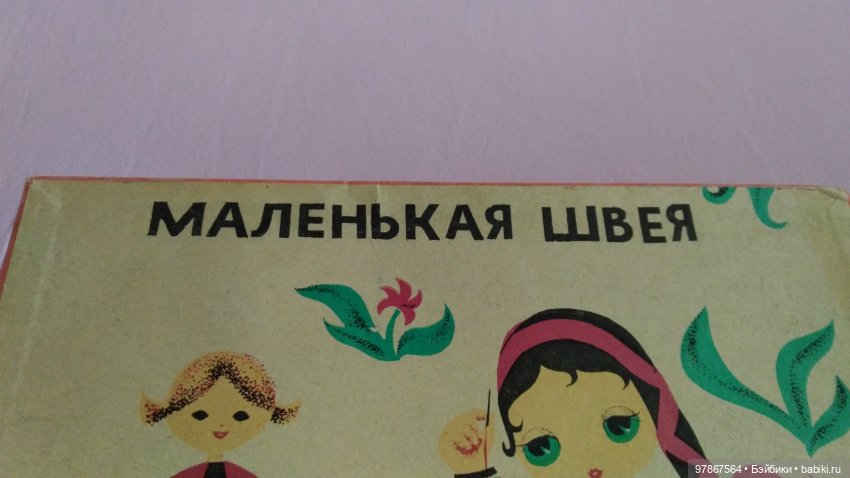 МАЛЕНЬКАЯ ШВЕЯ
97867564 • Бэйбики • babiki.ru